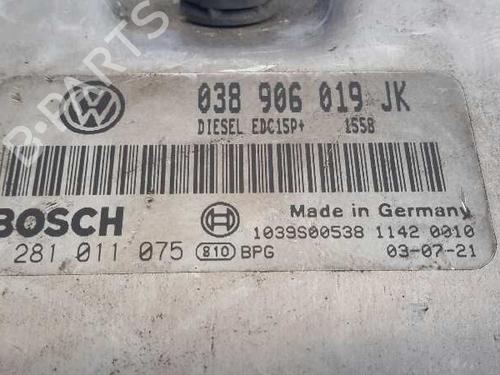 038 906 019 JK
DIESEL EDC15P+ 1558
BOSCH
Made in Germany
1039S00538 1142 0010
281 011 075 810 BPG 03-07-21
B-Parts